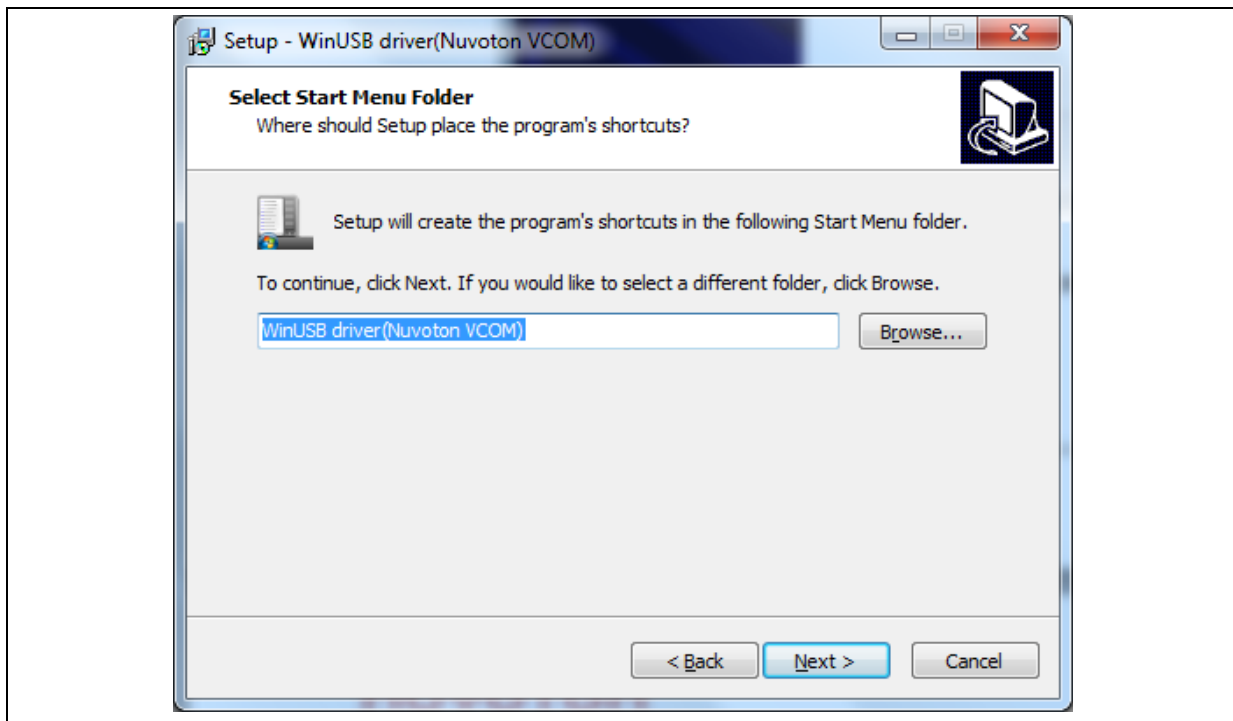 Setup - WinUSB driver(Nuvoton VCOM)
Select Start Menu Folder
Where should Setup place the program's shortcuts?
Setup will create the program's shortcuts in the following Start Menu folder.
To continue, click Next. If you would like to select a different folder, click Browse.
WinUSB driver(Nuvoton VCOM)
Browse...
< Back
Next >
Cancel